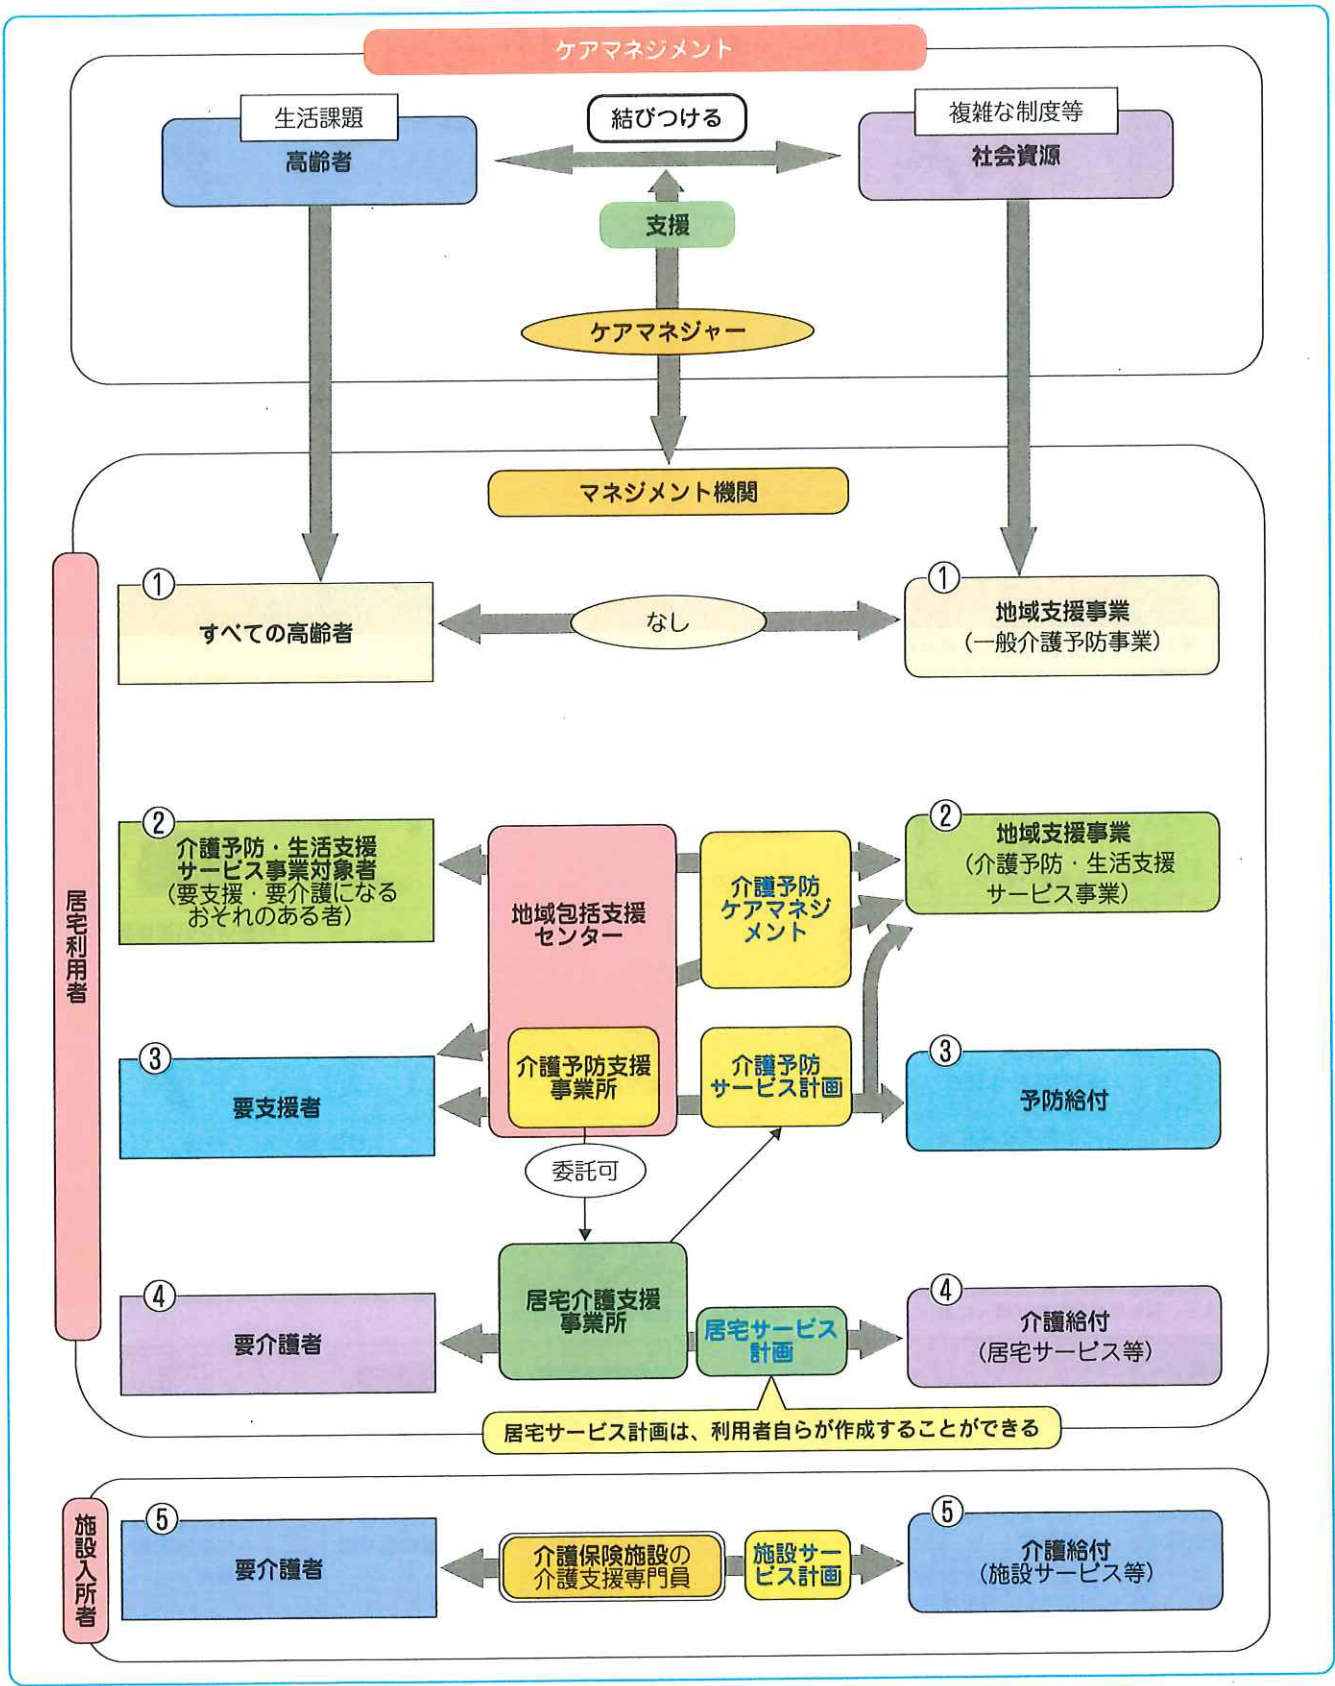 ケアマネジメント
生活課題
高齢者
結びつける
複雑な制度等
社会資源
支援
ケアマネジャー
マネジメント機関
居宅利用者
①
すべての高齢者
なし
①
地域支援事業
（一般介護予防事業）
②
介護予防・生活支援
サービス事業対象者
（要支援・要介護になる
おそれのある者）
地域包括支援
センター
介護予防
ケアマネジ
メント
②
地域支援事業
（介護予防・生活支援
サービス事業）
③
要支援者
介護予防支援
事業所
介護予防
サービス計画
③
予防給付
委託可
④
要介護者
居宅介護支援
事業所
居宅サービス
計画
④
介護給付
（居宅サービス等）
居宅サービス計画は、利用者自らが作成することができる
施設入所者
⑤
要介護者
介護保険施設の
介護支援専門員
施設サー
ビス計画
⑤
介護給付
（施設サービス等）